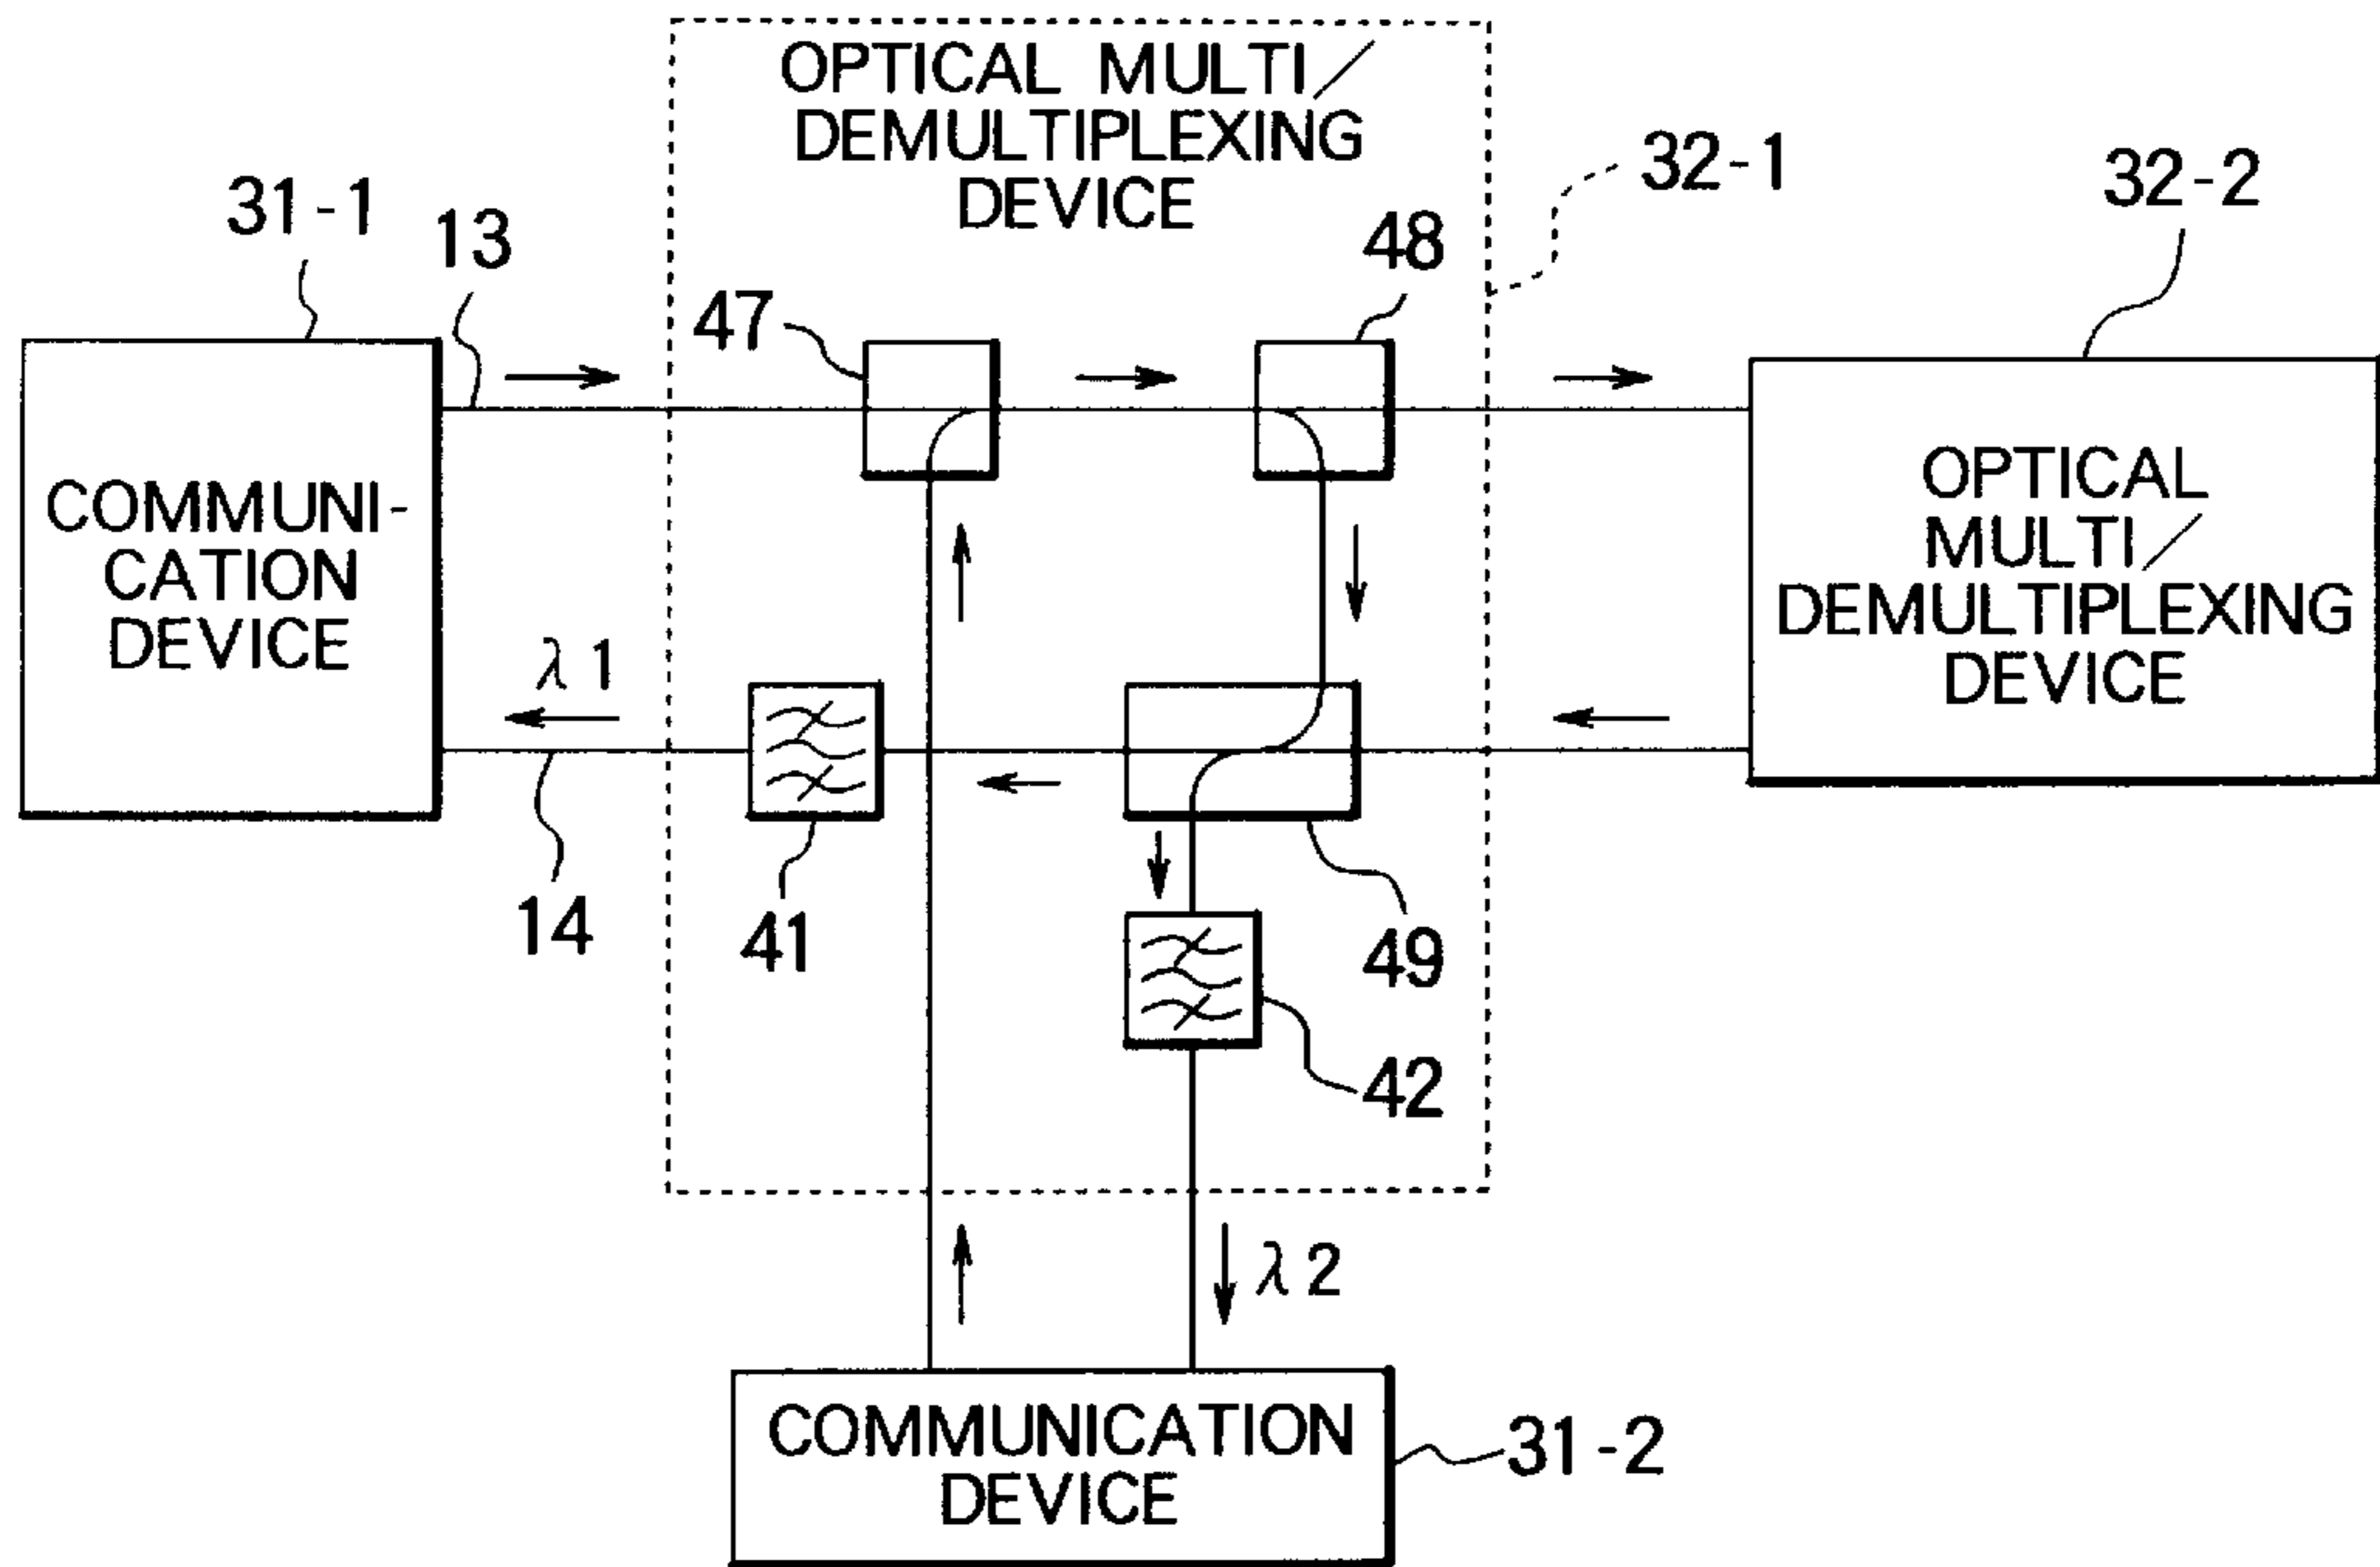 OPTICAL MULTI/
DEMULTIPLEXING
DEVICE
32-1
32-2
31-1
13
48
47
COMMUNI-
CATION
DEVICE
OPTICAL
MULTI/
DEMULTIPLEXING
DEVICE
λ1
14
41
49
42
λ2
COMMUNICATION
DEVICE
31-2